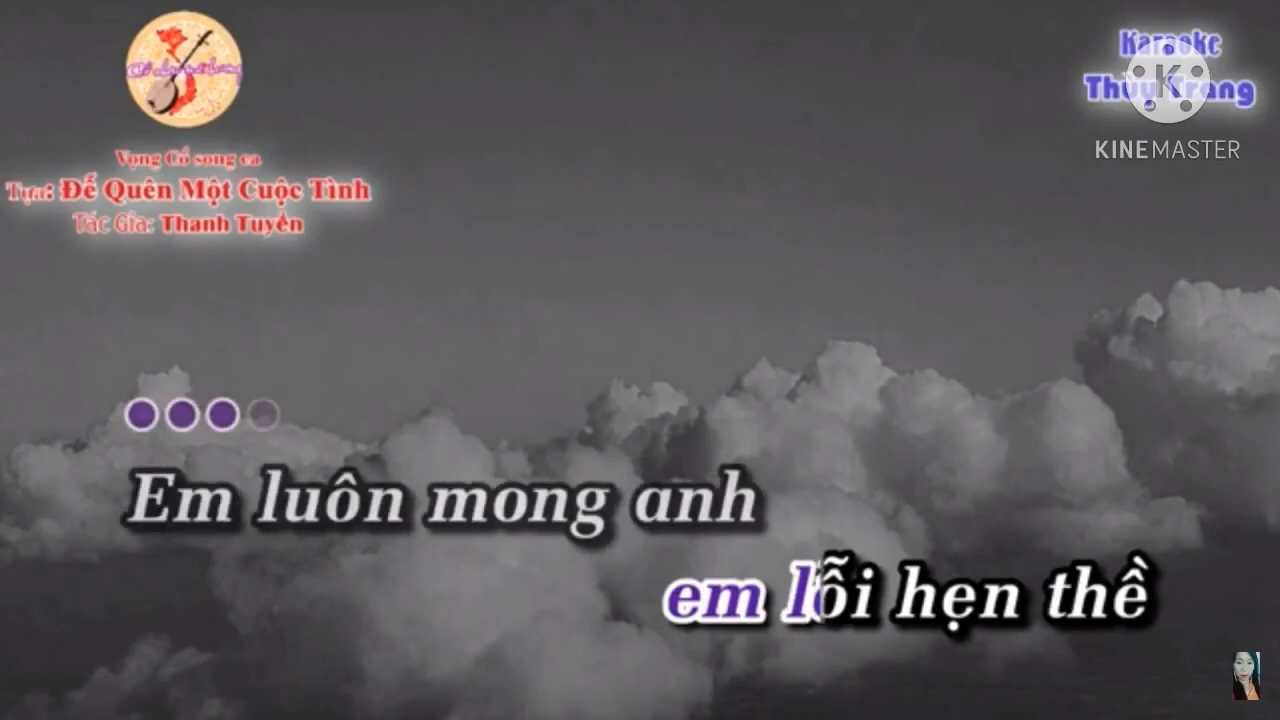 Karaoke
Thùy Trang
KINEMASTER
Vọng Cổ song ca
Tựa: Để Quên Một Cuộc Tình
Tác Gỉa: Thanh Tuyền
Em luôn mong anh
em lỗi hẹn thề